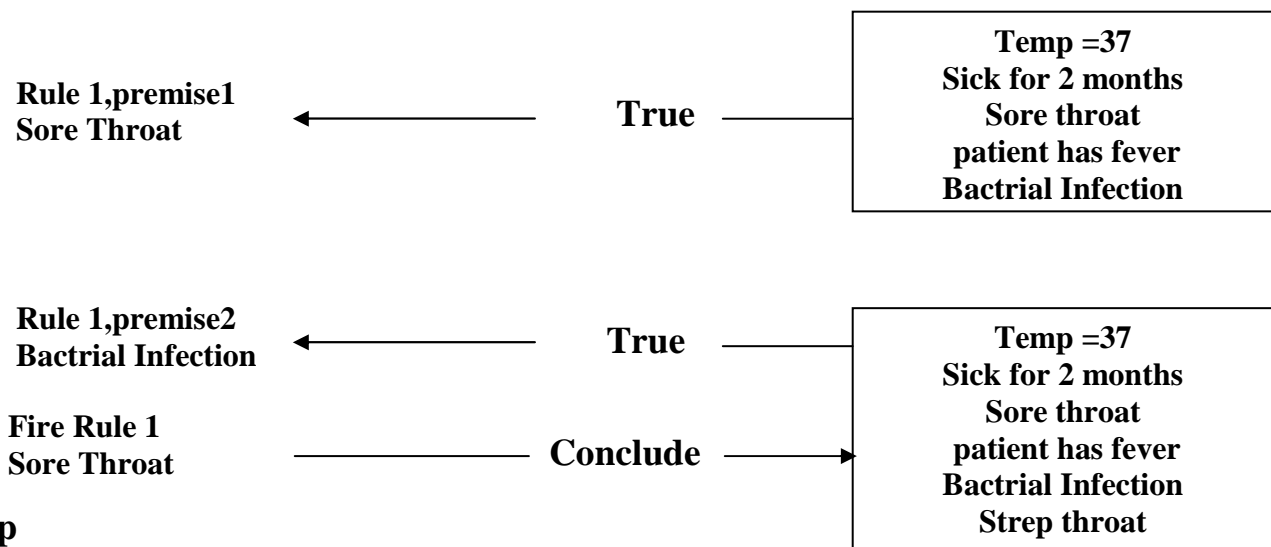 Temp =37
Sick for 2 months
Sore throat
patient has fever
Bactrial Infection
Rule 1,premise1
Sore Throat
True
Rule 1,premise2
Bactrial Infection
True
Fire Rule 1
Sore Throat
Conclude
Temp =37
Sick for 2 months
Sore throat
patient has fever
Bactrial Infection
Strep throat